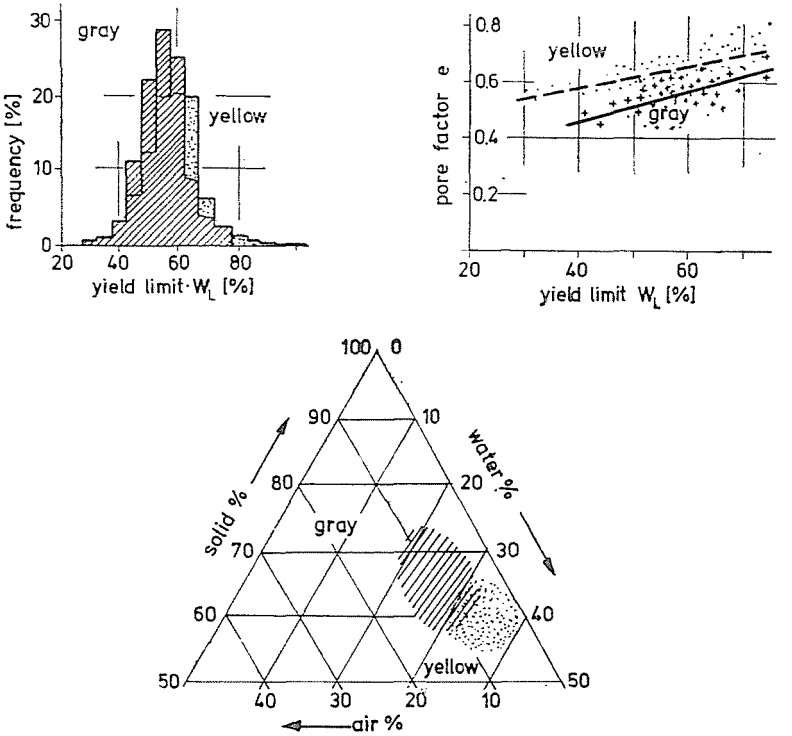 30
gray
20
yellow
10
0
frequency [%]
20 40 60 80
yield limit·W_L [%]
0.8
yellow
0.6
gray
0.4
0.2
pore factor e
20 40 60
yield limit W_L [%]
100 0
90 10
80 20
gray
70 30
60 40
yellow
50 50
40 30 20 10
solid %
water %
air %